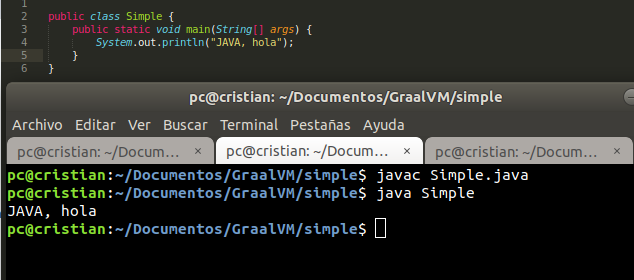 1
2 public class Simple {
3     public static void main(String[] args) {
4         System.out.println("JAVA, hola");
5     }
6 }
pc@cristian: ~/Documentos/GraalVM/simple
Archivo Editar Ver Buscar Terminal Pestañas Ayuda
pc@cristian: ~/Docum... × pc@cristian: ~/Docum... × pc@cristian: ~/Docum... ×
pc@cristian:~/Documentos/GraalVM/simple$ javac Simple.java
pc@cristian:~/Documentos/GraalVM/simple$ java Simple
JAVA, hola
pc@cristian:~/Documentos/GraalVM/simple$